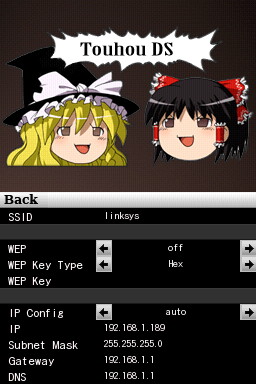 Touhou DS
Back
SSID linksys
WEP off
WEP Key Type Hex
WEP Key
IP Config auto
IP 192.168.1.189
Subnet Mask 255.255.255.0
Gateway 192.168.1.1
DNS 192.168.1.1